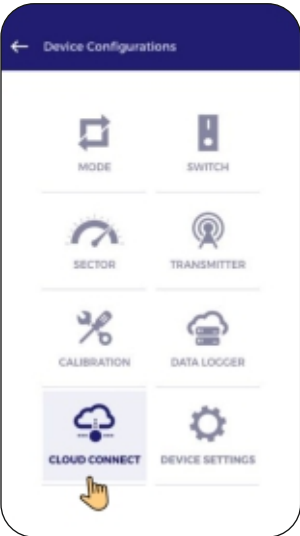 Device Configurations
MODE
SWITCH
SECTOR
TRANSMITTER
CALIBRATION
DATA LOGGER
CLOUD CONNECT
DEVICE SETTINGS